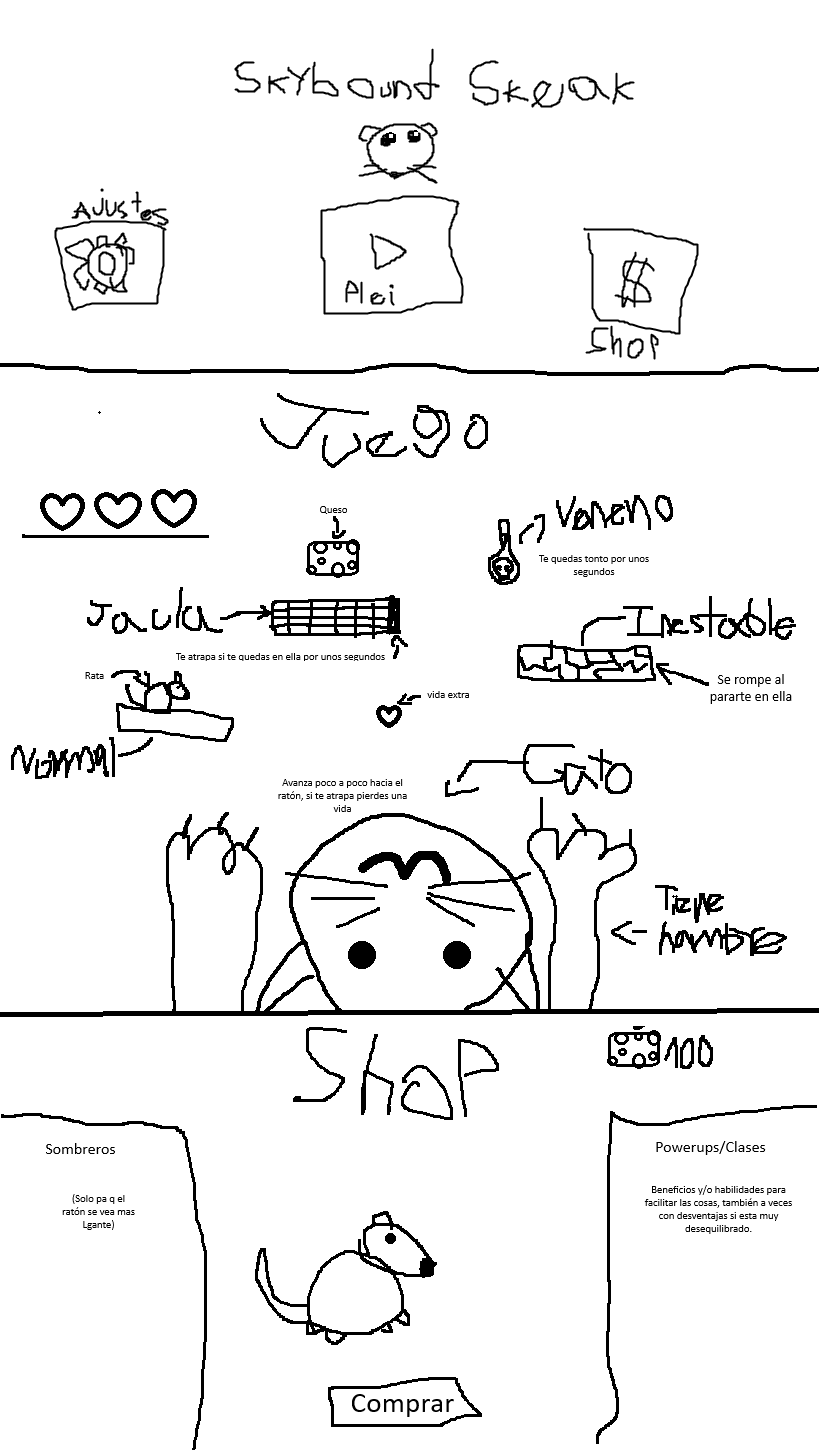 Skybound Skeak
Ajustes
Plei
$
Shop
Juego
Queso
Veneno
Te quedas tonto por unos
segundos
Jaula
Inestable
Te atrapa si te quedas en ella por unos segundos
Rata
Se rompe al
pararte en ella
vida extra
Normal
Gato
Avanza poco a poco hacia el
ratón, si te atrapa pierdes una
vida
Tiene
hambre
Shop
100
Sombreros
Powerups/Clases
(Solo pa q el
ratón se vea mas
Lgante)
Beneficios y/o habilidades para
facilitar las cosas, también a veces
con desventajas si esta muy
desequilibrado.
Comprar